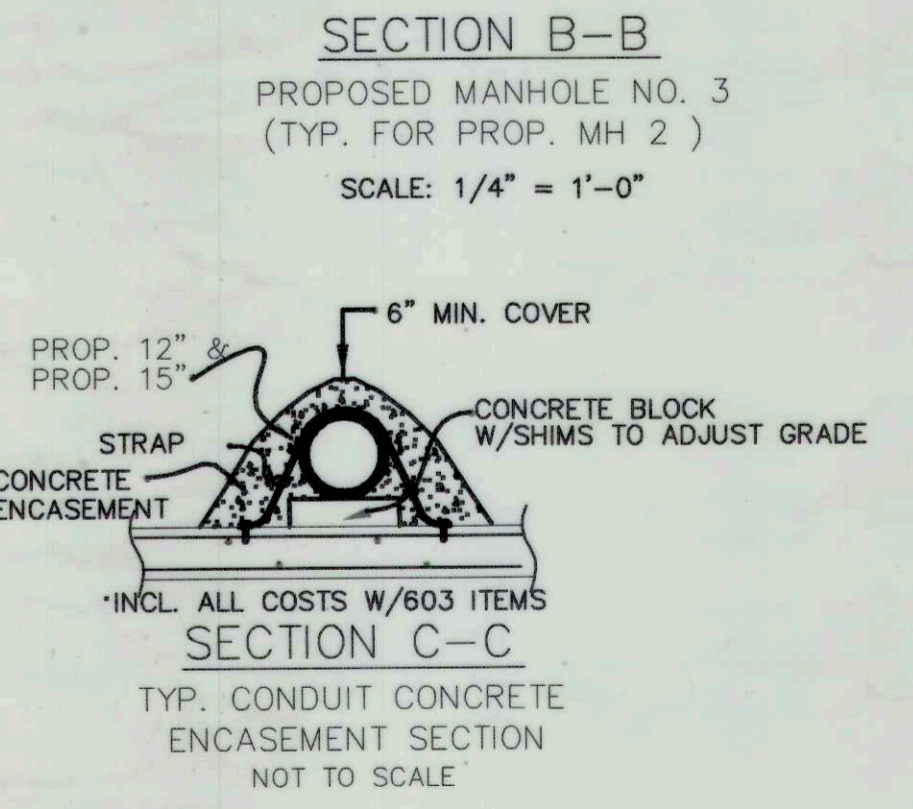 SECTION B-B
PROPOSED MANHOLE NO. 3
(TYP. FOR PROP. MH 2 )
SCALE: 1/4" = 1'-0"
6" MIN. COVER
PROP. 12" &
PROP. 15"
CONCRETE BLOCK
W/SHIMS TO ADJUST GRADE
STRAP
CONCRETE
ENCASEMENT
*INCL. ALL COSTS W/603 ITEMS
SECTION C-C
TYP. CONDUIT CONCRETE
ENCASEMENT SECTION
NOT TO SCALE